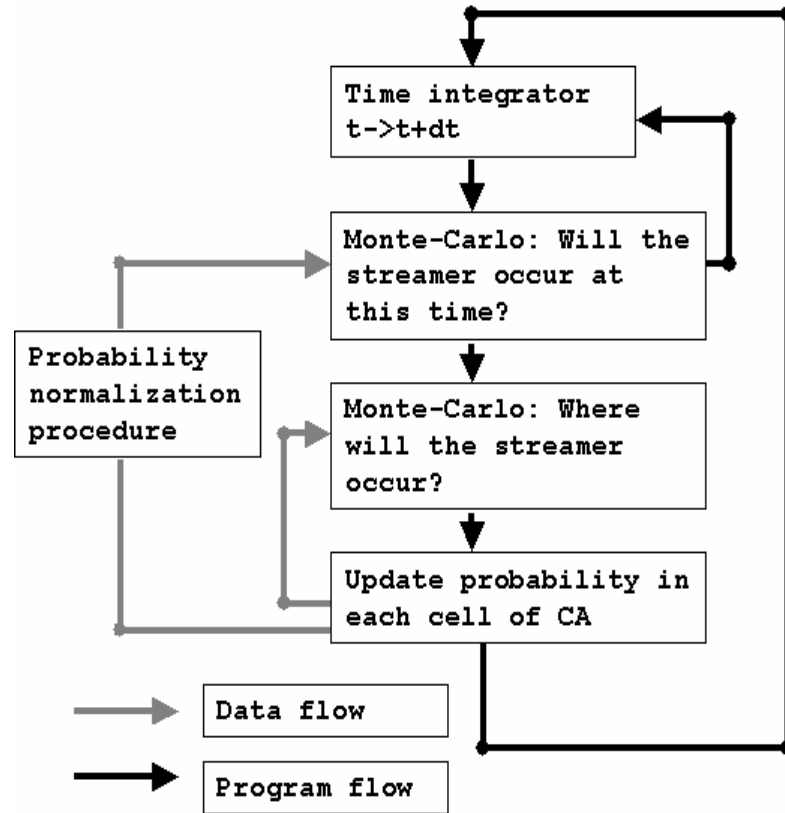 Time integrator
t->t+dt
Monte-Carlo: Will the
streamer occur at
this time?
Probability
normalization
procedure
Monte-Carlo: Where
will the streamer
occur?
Update probability in
each cell of CA
Data flow
Program flow